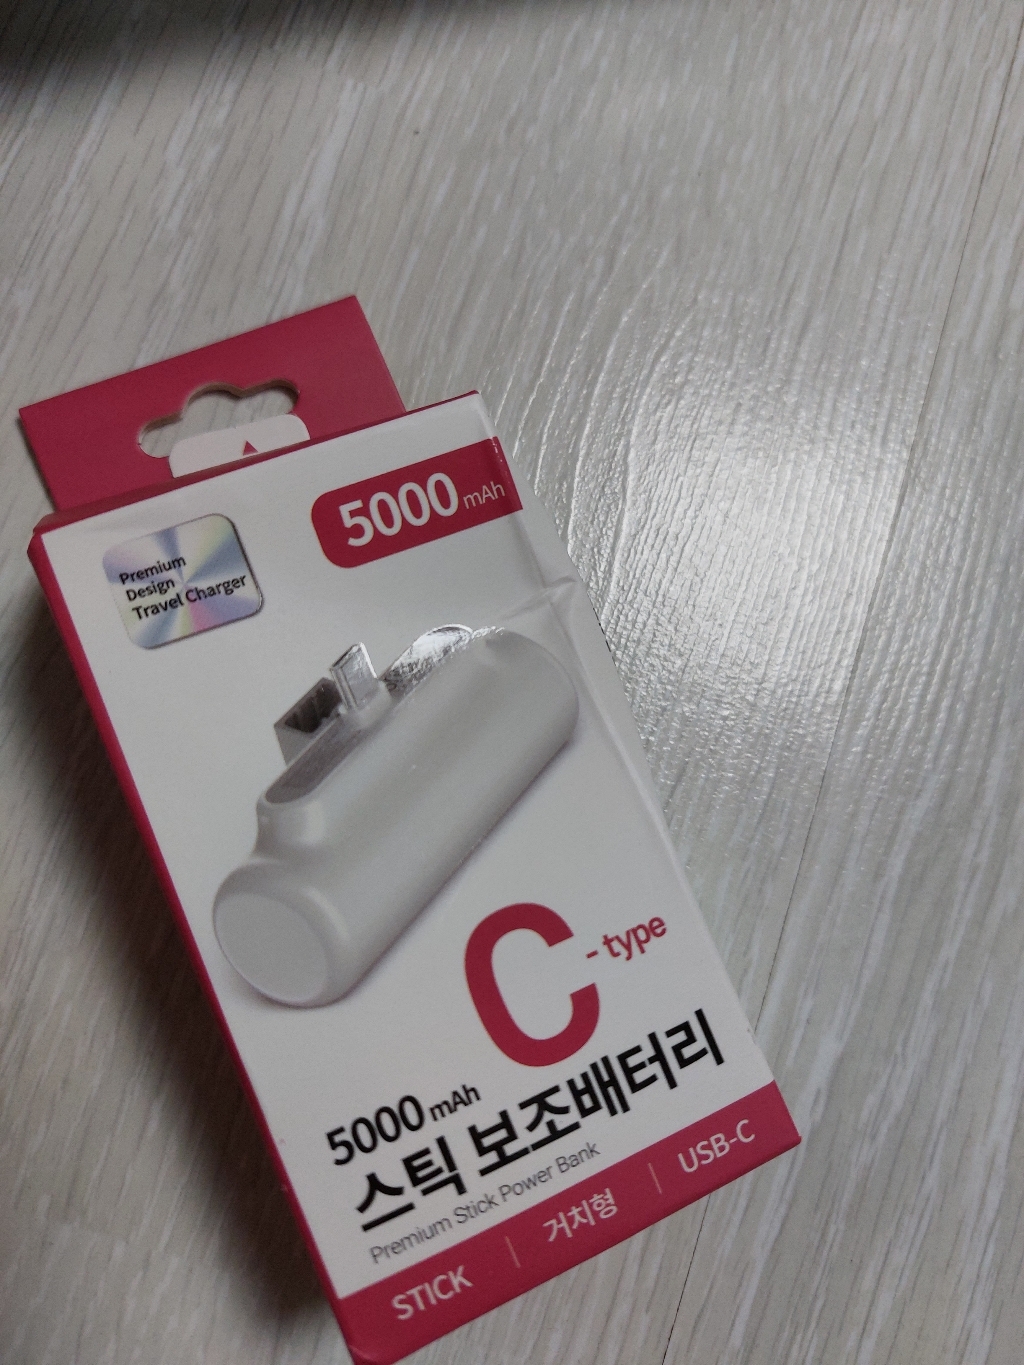 5000 mAh
Premium
Design
Travel Charger
C-type
5000 mAh
스틱 보조배터리
Premium Stick Power Bank
STICK | 거치형 | USB-C